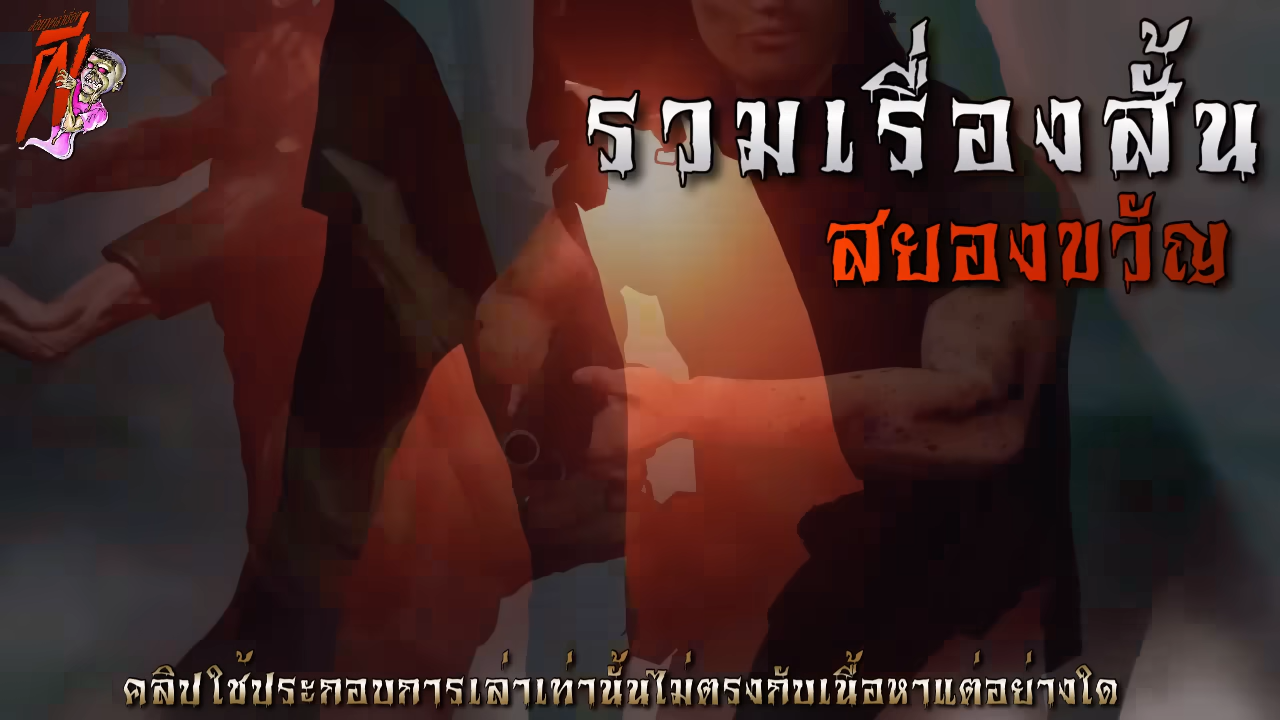 ผี
รวมเรื่องสั้น
สยองขวัญ
คลิปใช้ประกอบการเล่าเท่านั้นไม่ตรงกับเนื้อหาแต่อย่างใด